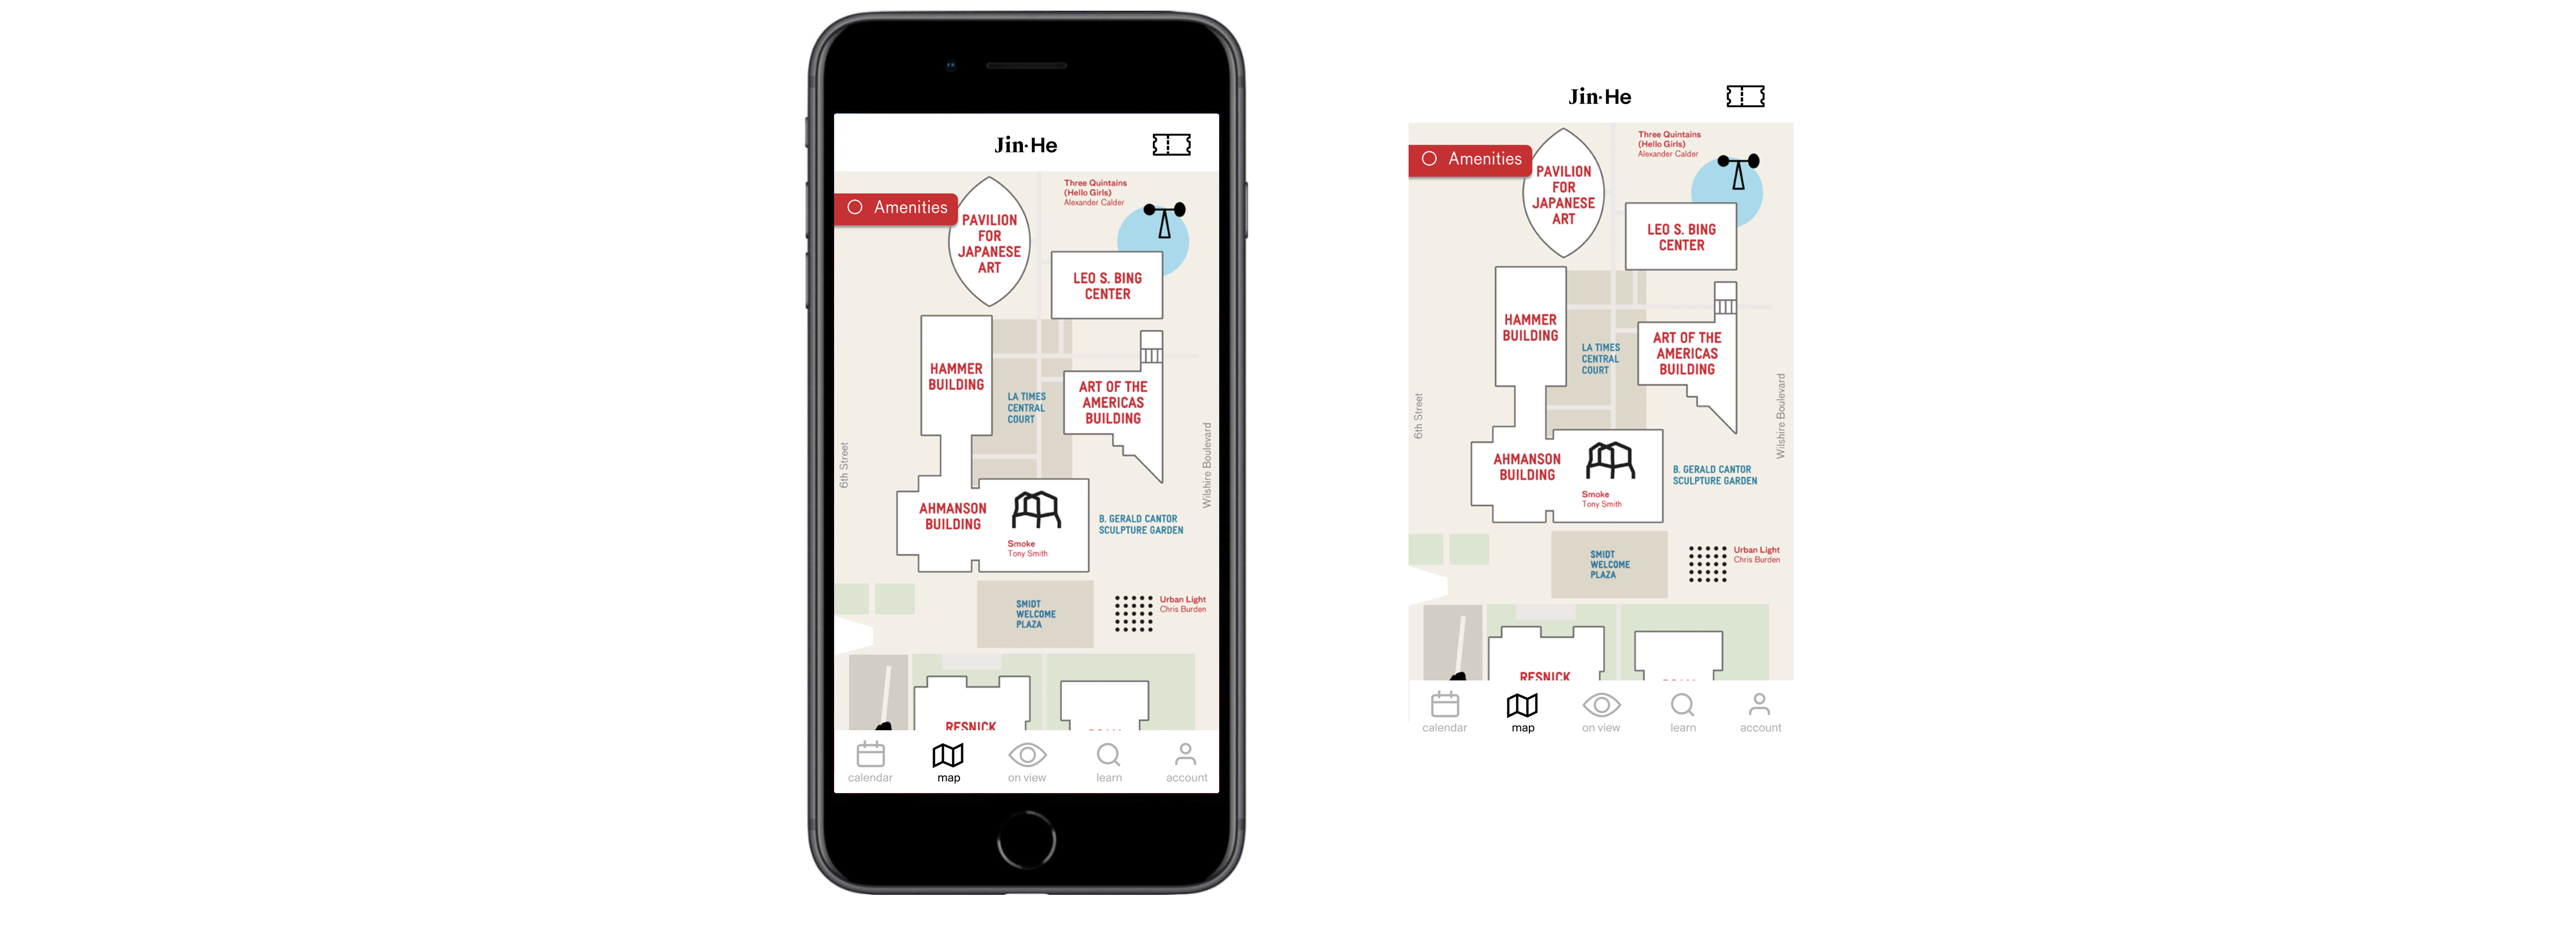 Jin·He
Amenities
Three Quintains
(Hello Girls)
Alexander Calder
PAVILION
FOR
JAPANESE
ART
LEO S. BING
CENTER
HAMMER
BUILDING
LA TIMES
CENTRAL
COURT
ART OF THE
AMERICAS
BUILDING
6th Street
Wilshire Boulevard
AHMANSON
BUILDING
Smoke
Tony Smith
B. GERALD CANTOR
SCULPTURE GARDEN
SMIDT
WELCOME
PLAZA
Urban Light
Chris Burden
RESNICK
calendar
map
on view
learn
account
Jin·He
Amenities
Three Quintains
(Hello Girls)
Alexander Calder
PAVILION
FOR
JAPANESE
ART
LEO S. BING
CENTER
HAMMER
BUILDING
LA TIMES
CENTRAL
COURT
ART OF THE
AMERICAS
BUILDING
6th Street
Wilshire Boulevard
AHMANSON
BUILDING
Smoke
Tony Smith
B. GERALD CANTOR
SCULPTURE GARDEN
SMIDT
WELCOME
PLAZA
Urban Light
Chris Burden
RESNICK
calendar
map
on view
learn
account